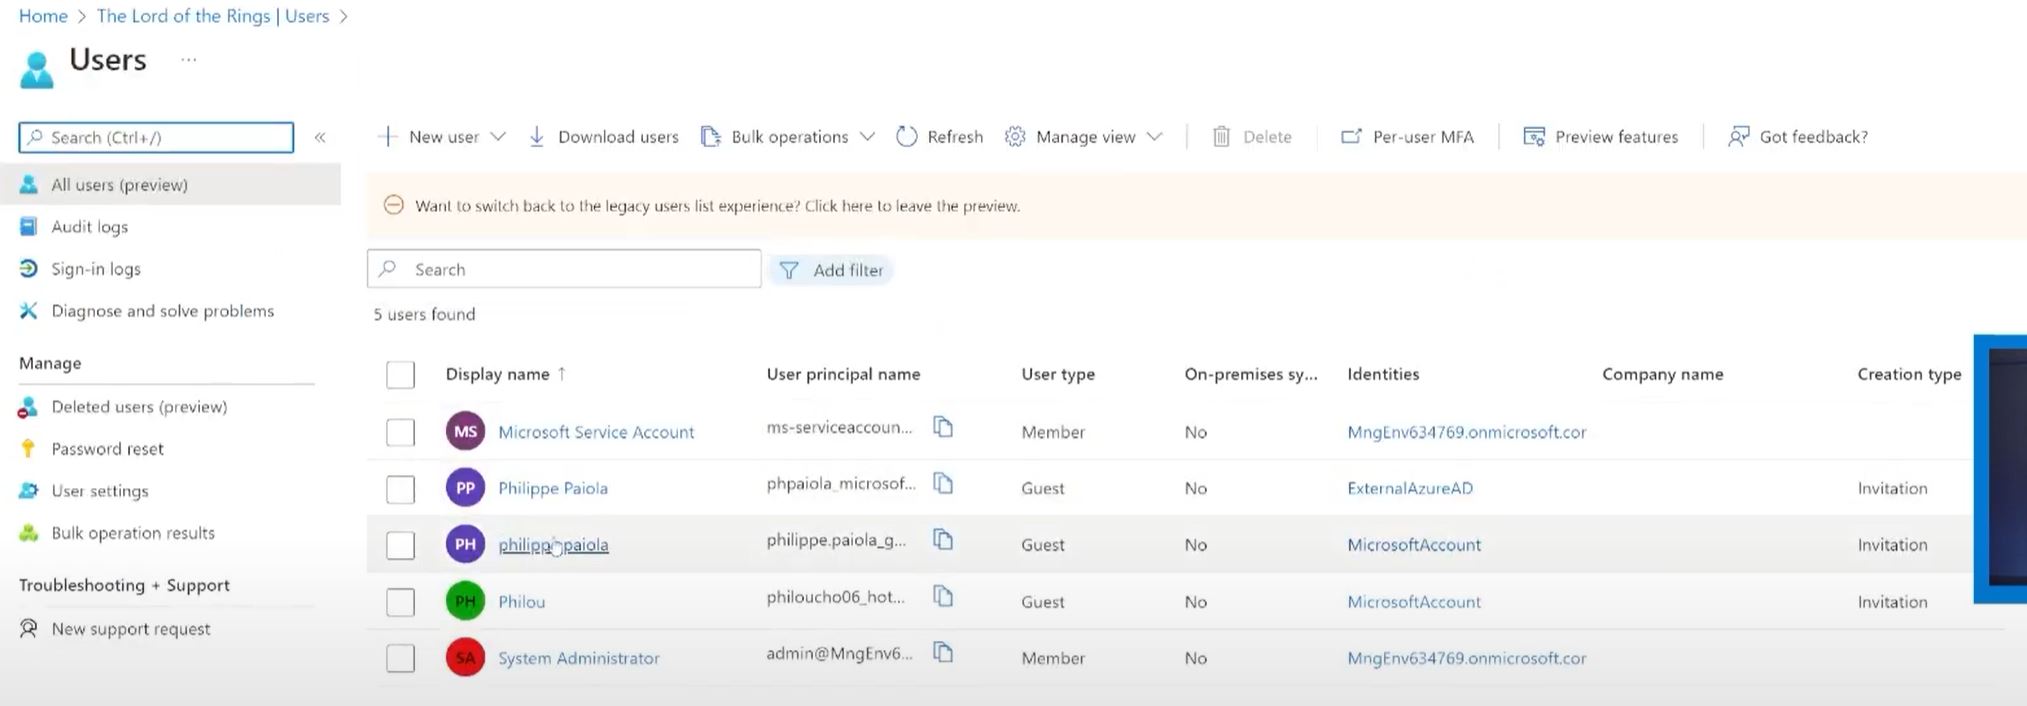 Home > The Lord of the Rings | Users >
Users ...
Search (Ctrl+/) «
All users (preview)
Audit logs
Sign-in logs
Diagnose and solve problems
Manage
Deleted users (preview)
Password reset
User settings
Bulk operation results
Troubleshooting + Support
New support request
New user Download users Bulk operations Refresh Manage view Delete Per-user MFA Preview features Got feedback?
Want to switch back to the legacy users list experience? Click here to leave the preview.
Search Add filter
5 users found
Display name ↑ User principal name User type On-premises sy... Identities Company name Creation type
MS Microsoft Service Account ms-serviceaccoun... Member No MngEnv634769.onmicrosoft.cor
PP Philippe Paiola phpaiola_microsof... Guest No ExternalAzureAD Invitation
PH paiola philippe.paiola_g... Guest No MicrosoftAccount Invitation
PH Philou philoucho06_hot... Guest No MicrosoftAccount Invitation
SA System Administrator admin@MngEnv6... Member No MngEnv634769.onmicrosoft.cor